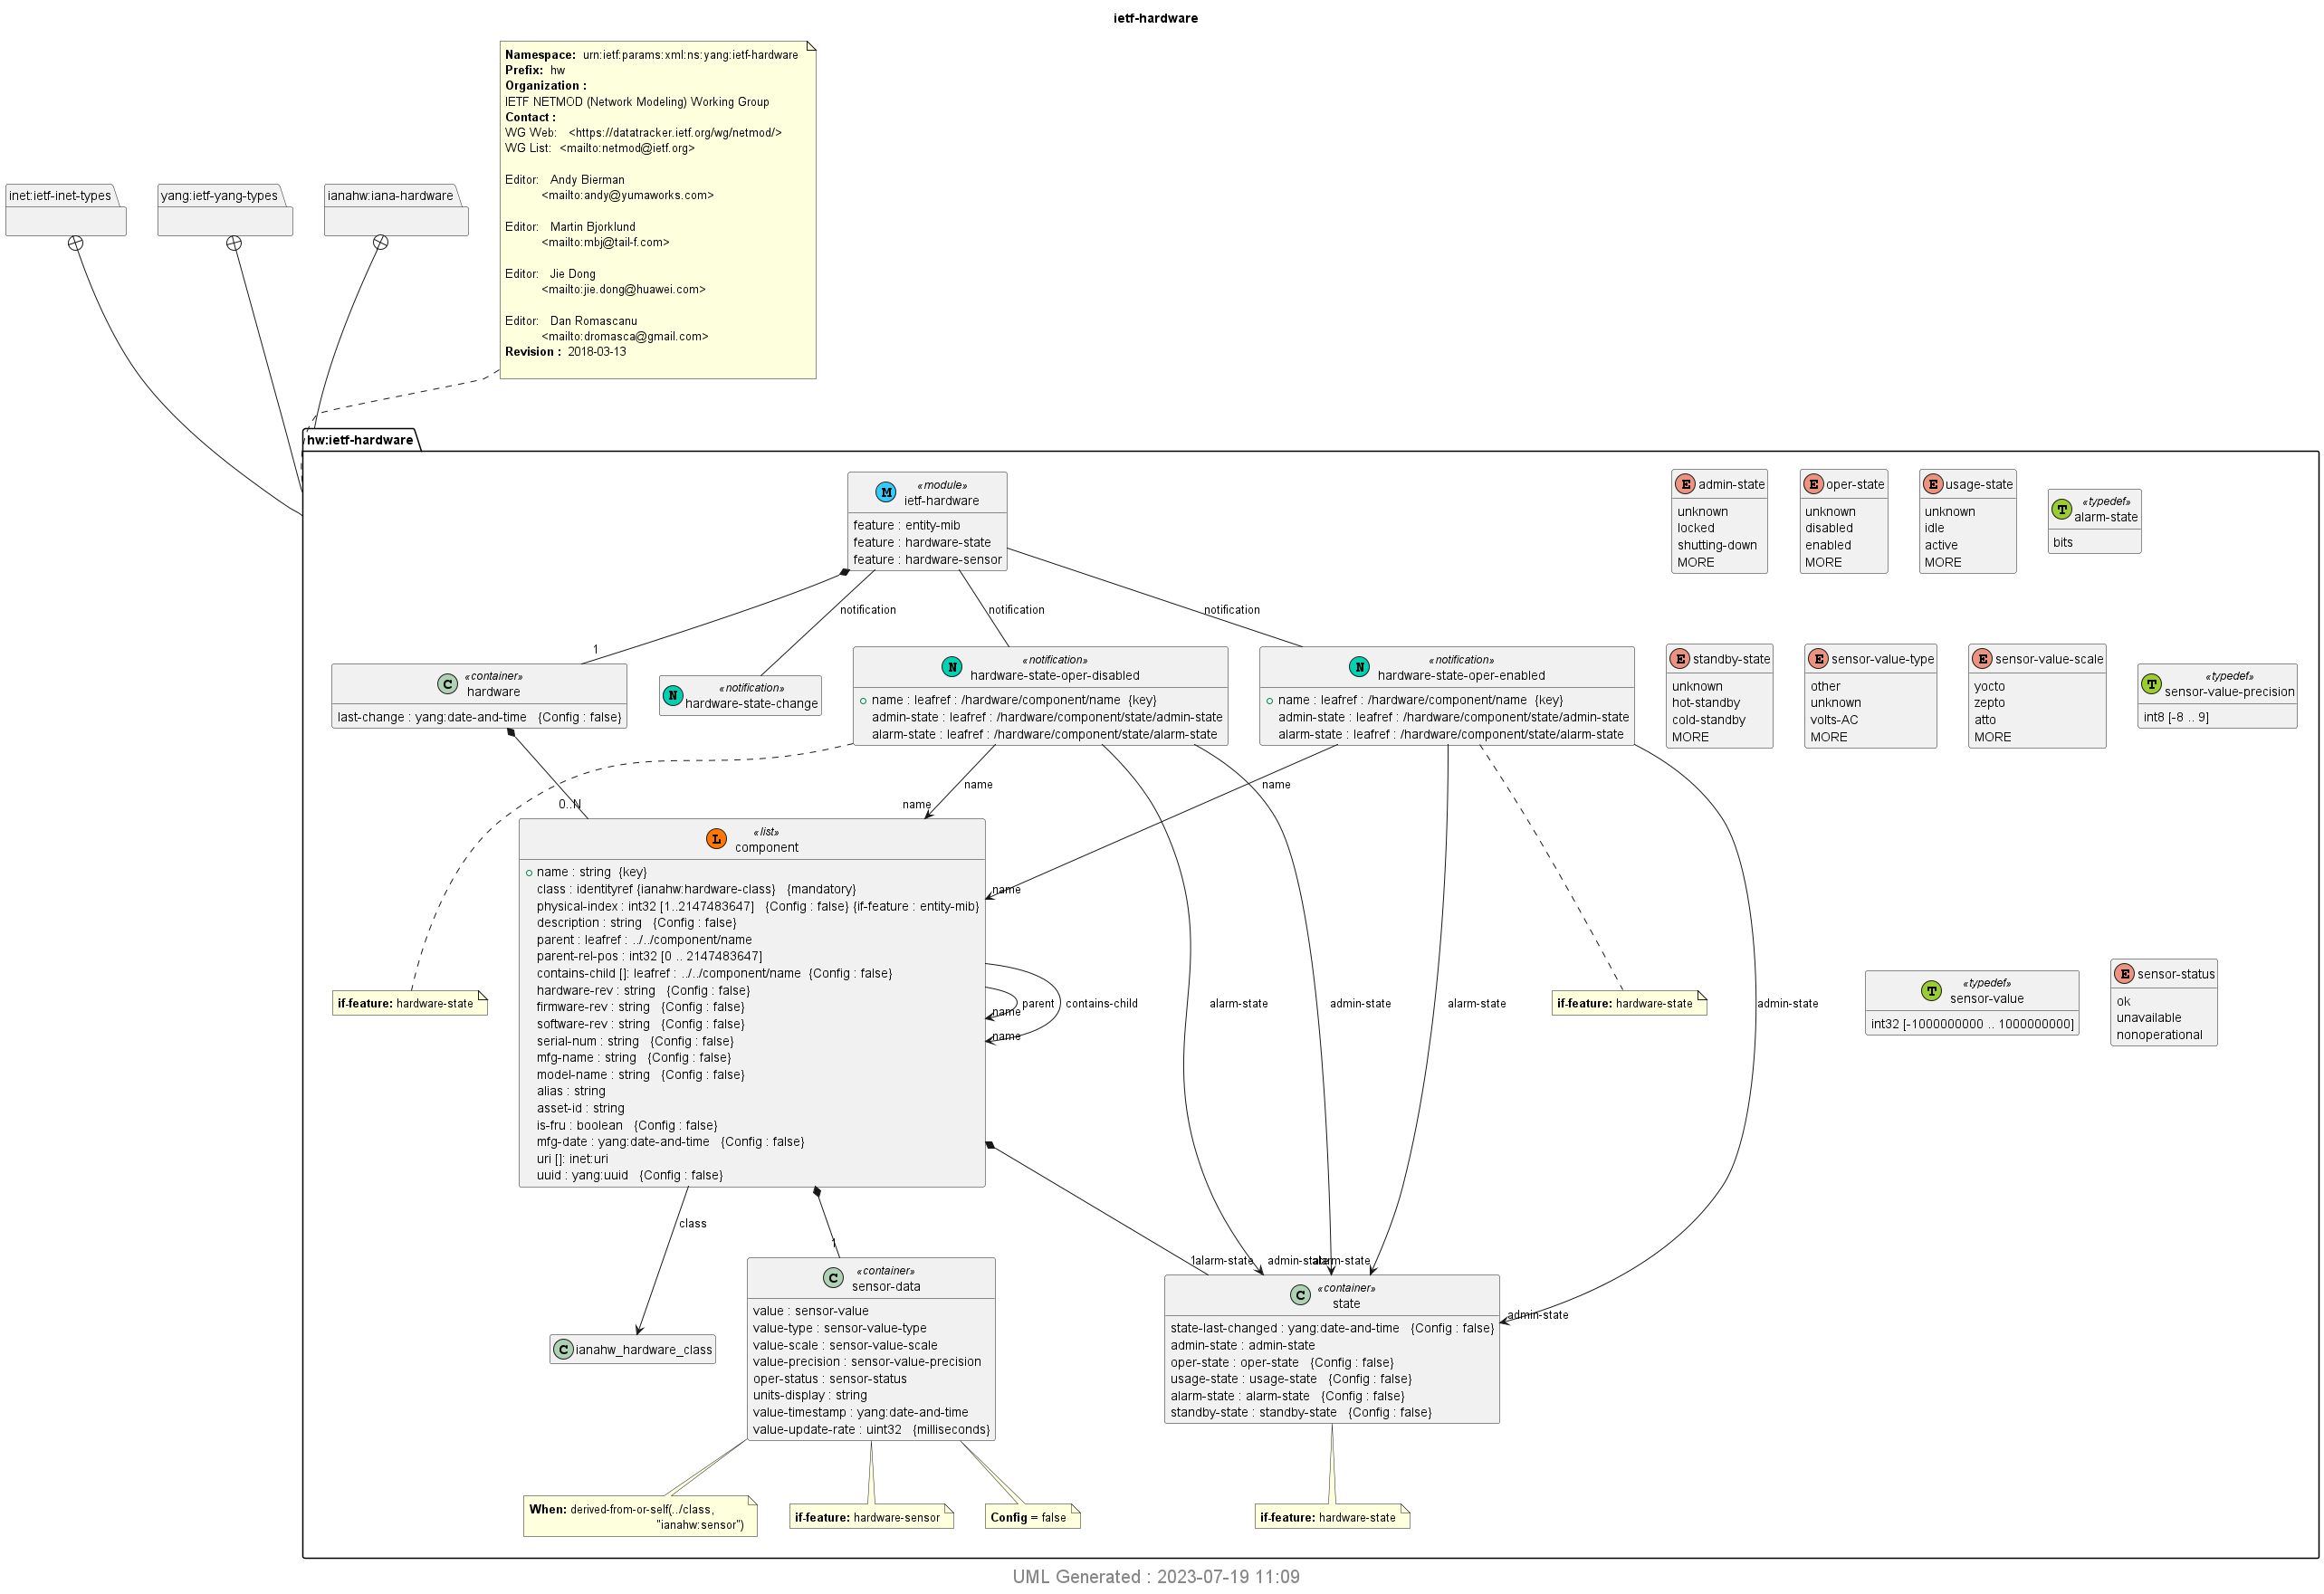 ietf-hardware
Namespace:  urn:ietf:params:xml:ns:yang:ietf-hardware
Prefix:  hw
Organization :
IETF NETMOD (Network Modeling) Working Group
Contact :
WG Web:   <https://datatracker.ietf.org/wg/netmod/>
WG List:  <mailto:netmod@ietf.org>
Editor:   Andy Bierman
<mailto:andy@yumaworks.com>
Editor:   Martin Bjorklund
<mailto:mbj@tail-f.com>
Editor:   Jie Dong
<mailto:jie.dong@huawei.com>
Editor:   Dan Romascanu
<mailto:dromasca@gmail.com>
Revision :  2018-03-13
inet:ietf-inet-types
yang:ietf-yang-types
ianahw:iana-hardware
hw:ietf-hardware
M
«module»
ietf-hardware
feature : entity-mib
feature : hardware-state
feature : hardware-sensor
E admin-state
unknown
locked
shutting-down
MORE
E oper-state
unknown
disabled
enabled
MORE
E usage-state
unknown
idle
active
MORE
T
«typedef»
alarm-state
bits
notification
notification
notification
1
C
«container»
hardware
last-change : yang:date-and-time   {Config : false}
N
«notification»
hardware-state-change
N
«notification»
hardware-state-oper-disabled
name : leafref : /hardware/component/name  {key}
admin-state : leafref : /hardware/component/state/admin-state
alarm-state : leafref : /hardware/component/state/alarm-state
N
«notification»
hardware-state-oper-enabled
name : leafref : /hardware/component/name  {key}
admin-state : leafref : /hardware/component/state/admin-state
alarm-state : leafref : /hardware/component/state/alarm-state
E standby-state
unknown
hot-standby
cold-standby
MORE
E sensor-value-type
other
unknown
volts-AC
MORE
E sensor-value-scale
yocto
zepto
atto
MORE
T
«typedef»
sensor-value-precision
int8 [-8 .. 9]
name
name
0..N
name
name
L
«list»
component
name : string  {key}
class : identityref {ianahw:hardware-class}   {mandatory}
physical-index : int32 [1..2147483647]   {Config : false} {if-feature : entity-mib}
description : string   {Config : false}
parent : leafref : ../../component/name
parent-rel-pos : int32 [0 .. 2147483647]
contains-child []: leafref : ../../component/name  {Config : false}
hardware-rev : string   {Config : false}
firmware-rev : string   {Config : false}
software-rev : string   {Config : false}
serial-num : string   {Config : false}
mfg-name : string   {Config : false}
model-name : string   {Config : false}
alias : string
asset-id : string
is-fru : boolean   {Config : false}
mfg-date : yang:date-and-time   {Config : false}
uri []: inet:uri
uuid : yang:uuid   {Config : false}
if-feature: hardware-state
parent
name
contains-child
name
alarm-state
admin-state
alarm-state
if-feature: hardware-state
admin-state
T
«typedef»
sensor-value
int32 [-1000000000 .. 1000000000]
E sensor-status
ok
unavailable
nonoperational
class
1
1
alarm-state
admin-state
alarm-state
admin-state
C ianahw_hardware_class
C
«container»
sensor-data
value : sensor-value
value-type : sensor-value-type
value-scale : sensor-value-scale
value-precision : sensor-value-precision
oper-status : sensor-status
units-display : string
value-timestamp : yang:date-and-time
value-update-rate : uint32   {milliseconds}
C
«container»
state
state-last-changed : yang:date-and-time   {Config : false}
admin-state : admin-state
oper-state : oper-state   {Config : false}
usage-state : usage-state   {Config : false}
alarm-state : alarm-state   {Config : false}
standby-state : standby-state   {Config : false}
When: derived-from-or-self(../class,
"ianahw:sensor")
if-feature: hardware-sensor
Config = false
if-feature: hardware-state
UML Generated : 2023-07-19 11:09